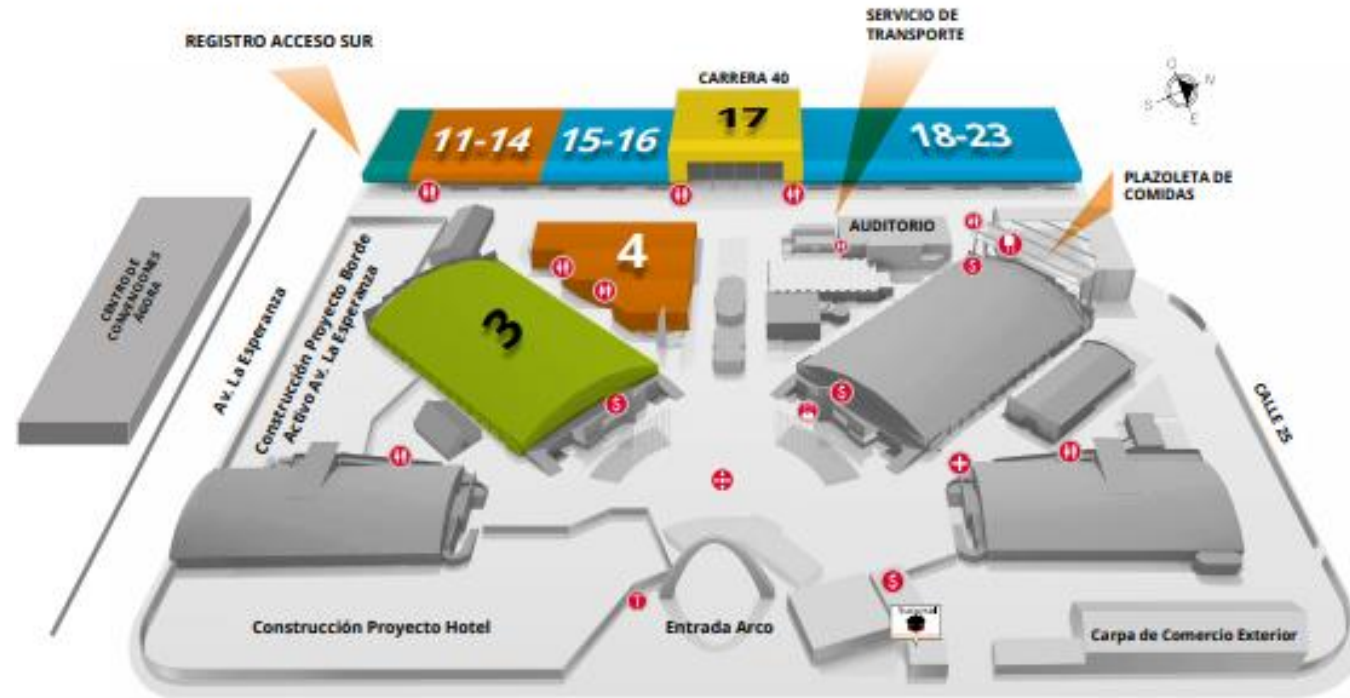 SERVICIO DE
TRANSPORTE
REGISTRO ACCESO SUR
CARRERA 40
O
N
S
E
11-14
15-16
17
18-23
PLAZOLETA DE
COMIDAS
AUDITORIO
4
3
CENTRO DE
CONVENCIONES
AGORA
Av. La Esperanza
Construcción Proyecto Borde
Activo Av. La Esperanza
S
S
S
CALLE 25
S
T
Construcción Proyecto Hotel
Entrada Arco
Carpa de Comercio Exterior